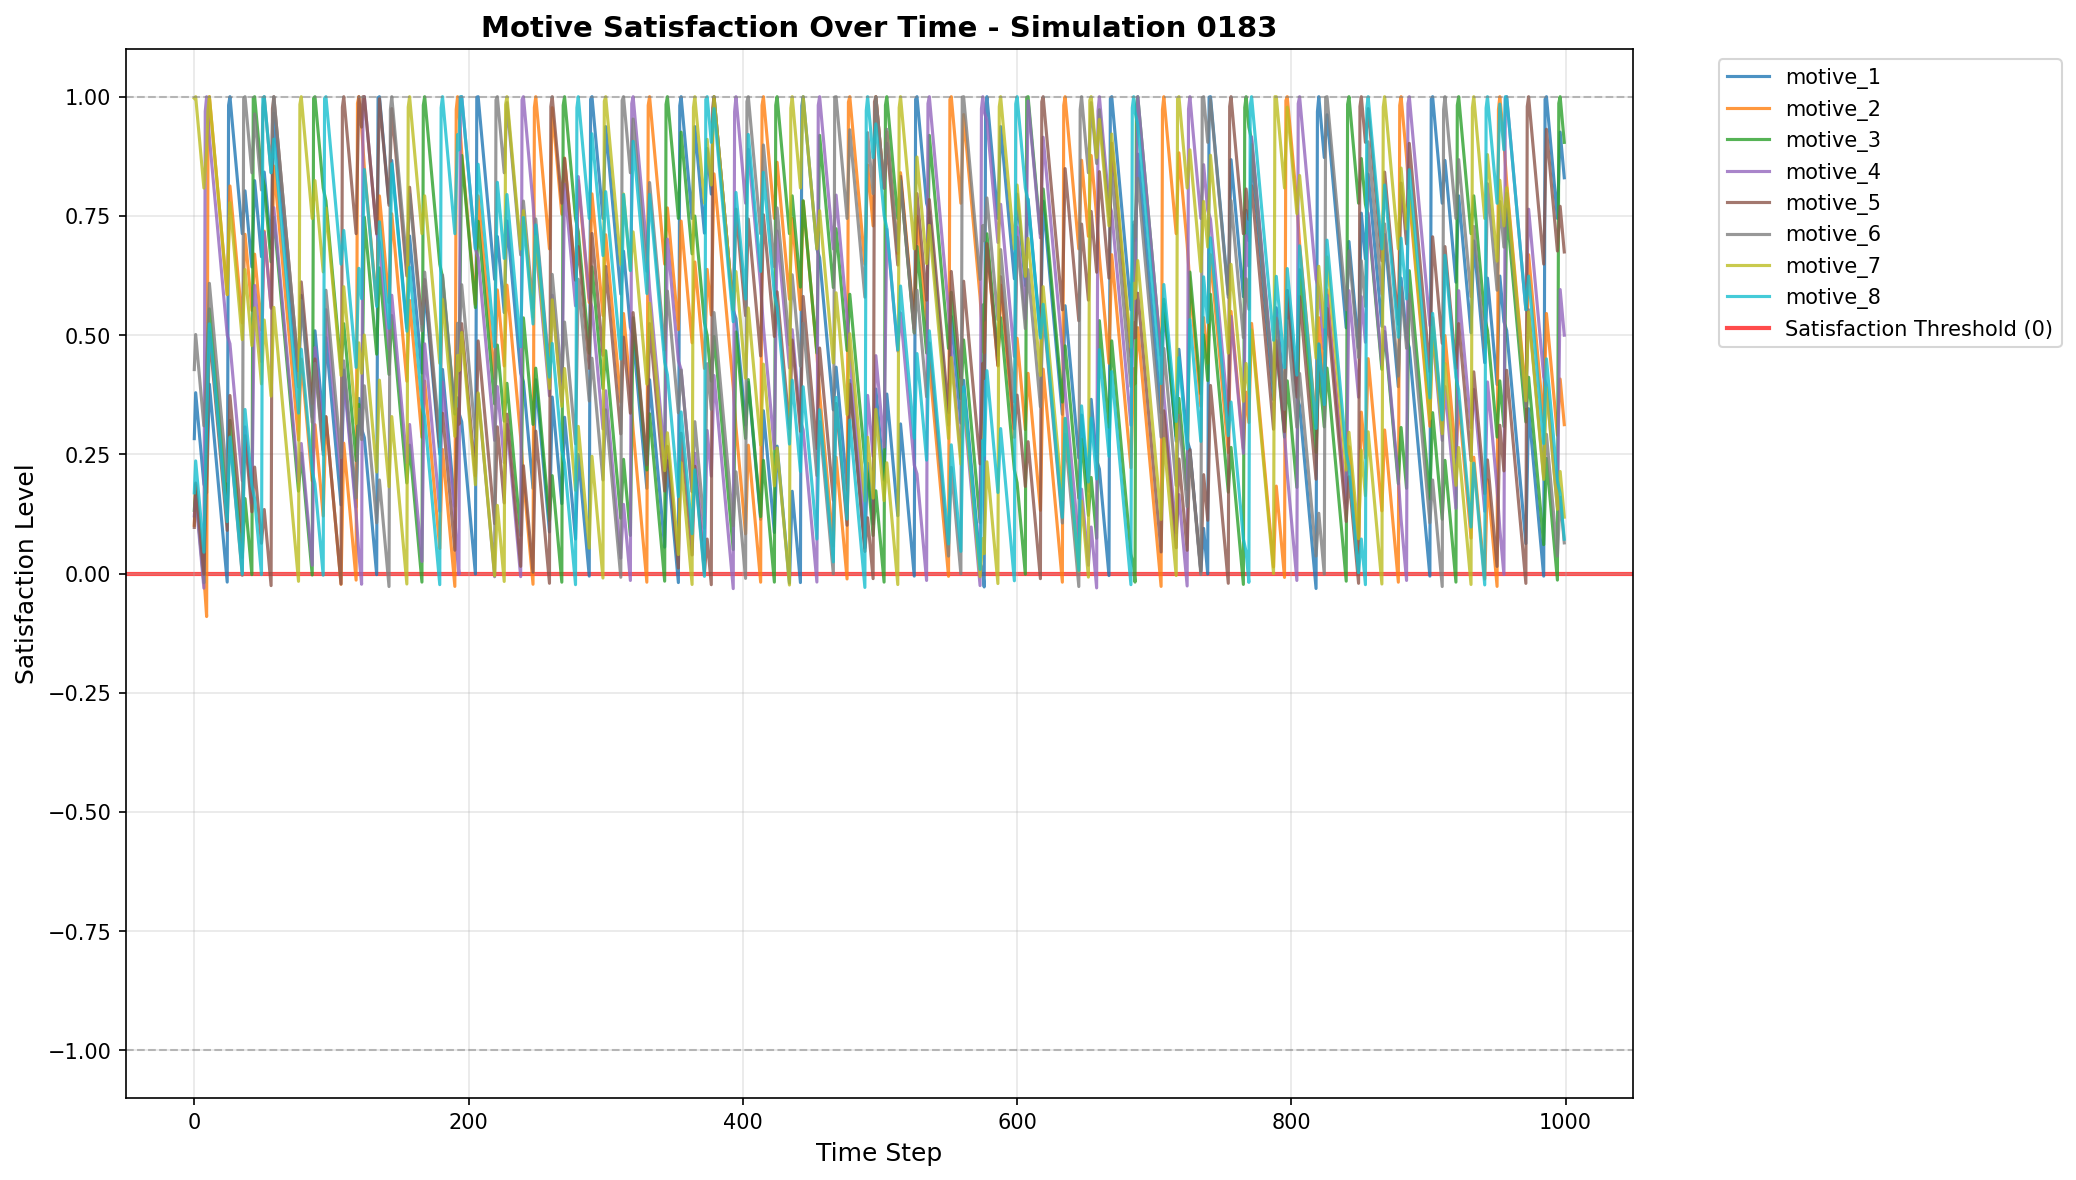 Motive Satisfaction Over Time - Simulation 0183
1.00
0.75
0.50
0.25
0.00
−0.25
−0.50
−0.75
−1.00
Satisfaction Level
0
200
400
600
800
1000
Time Step
motive_1
motive_2
motive_3
motive_4
motive_5
motive_6
motive_7
motive_8
Satisfaction Threshold (0)